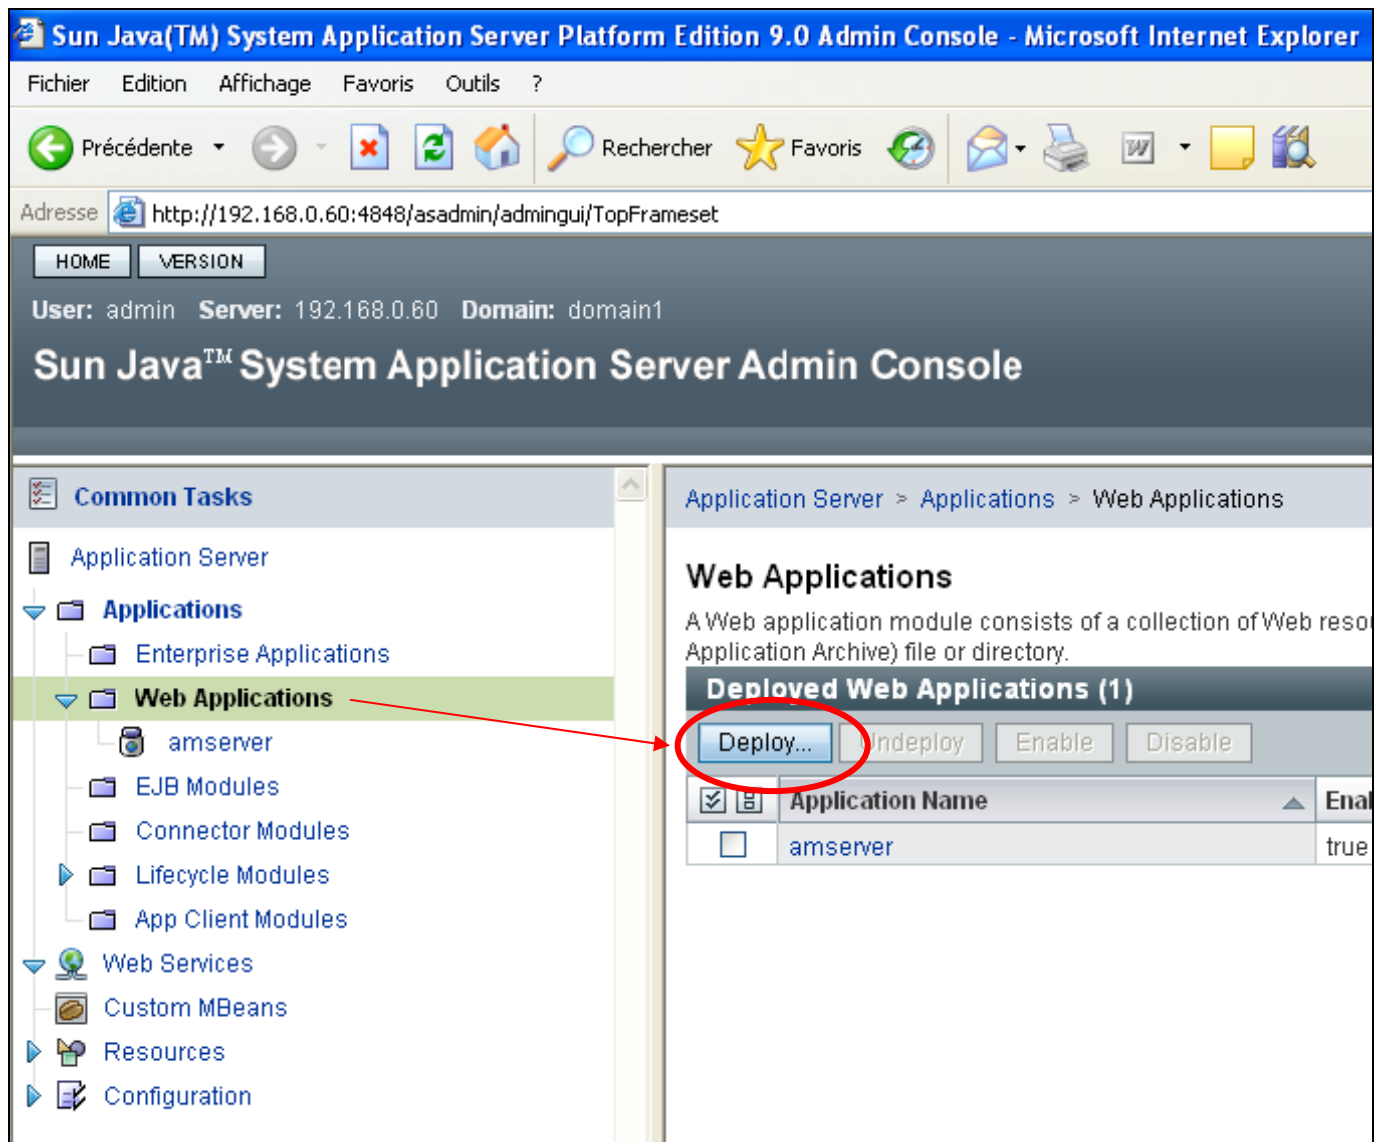 Sun Java(TM) System Application Server Platform Edition 9.0 Admin Console - Microsoft Internet Explorer
Fichier Edition Affichage Favoris Outils ?
Précédente Rechercher Favoris
Adresse http://192.168.0.60:4848/asadmin/admingui/TopFrameset
HOME VERSION
User: admin Server: 192.168.0.60 Domain: domain1
Sun Java™ System Application Server Admin Console
Common Tasks
Application Server
Applications
Enterprise Applications
Web Applications
amserver
EJB Modules
Connector Modules
Lifecycle Modules
App Client Modules
Web Services
Custom MBeans
Resources
Configuration
Application Server > Applications > Web Applications
Web Applications
A Web application module consists of a collection of Web resou
Application Archive) file or directory.
Deployed Web Applications (1)
Deploy... Undeploy Enable Disable
Application Name Enal
amserver true